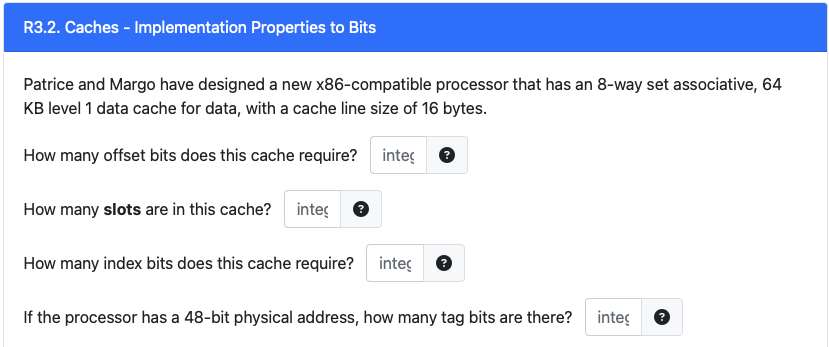 R3.2. Caches - Implementation Properties to Bits
Patrice and Margo have designed a new x86-compatible processor that has an 8-way set associative, 64
KB level 1 data cache for data, with a cache line size of 16 bytes.
How many offset bits does this cache require? integ ?
How many slots are in this cache? integ ?
How many index bits does this cache require? integ ?
If the processor has a 48-bit physical address, how many tag bits are there? integ ?